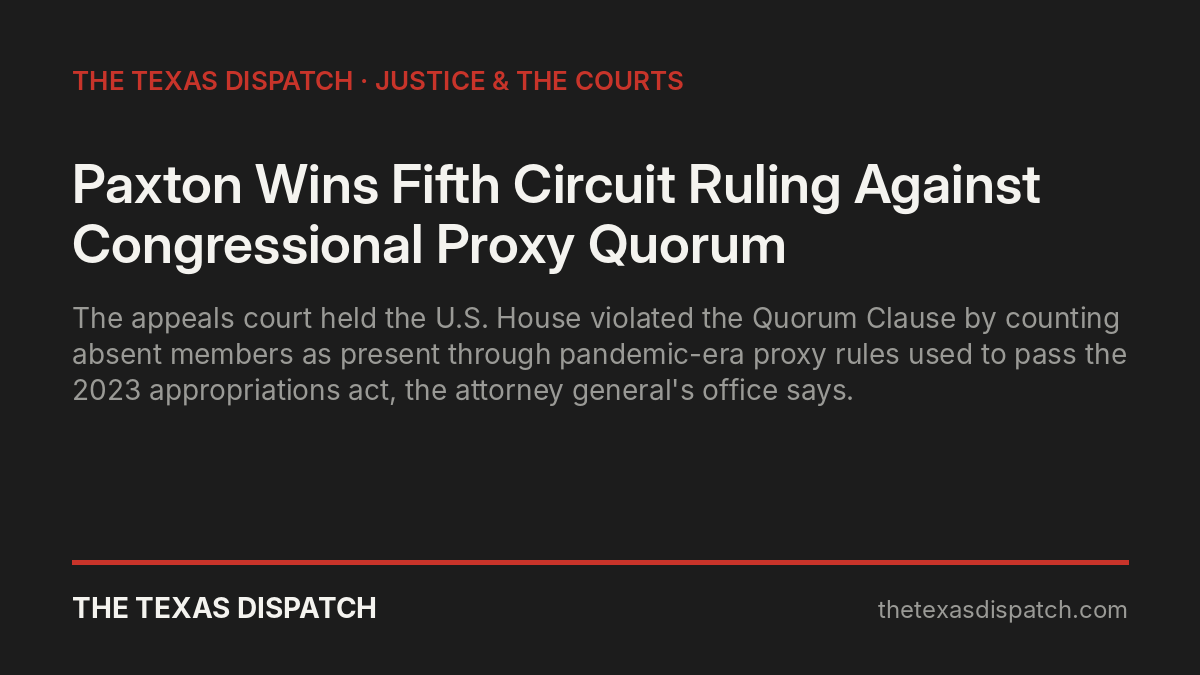 THE TEXAS DISPATCH · JUSTICE & THE COURTS
Paxton Wins Fifth Circuit Ruling Against
Congressional Proxy Quorum
The appeals court held the U.S. House violated the Quorum Clause by counting
absent members as present through pandemic-era proxy rules used to pass the
2023 appropriations act, the attorney general's office says.
THE TEXAS DISPATCH
thetexasdispatch.com